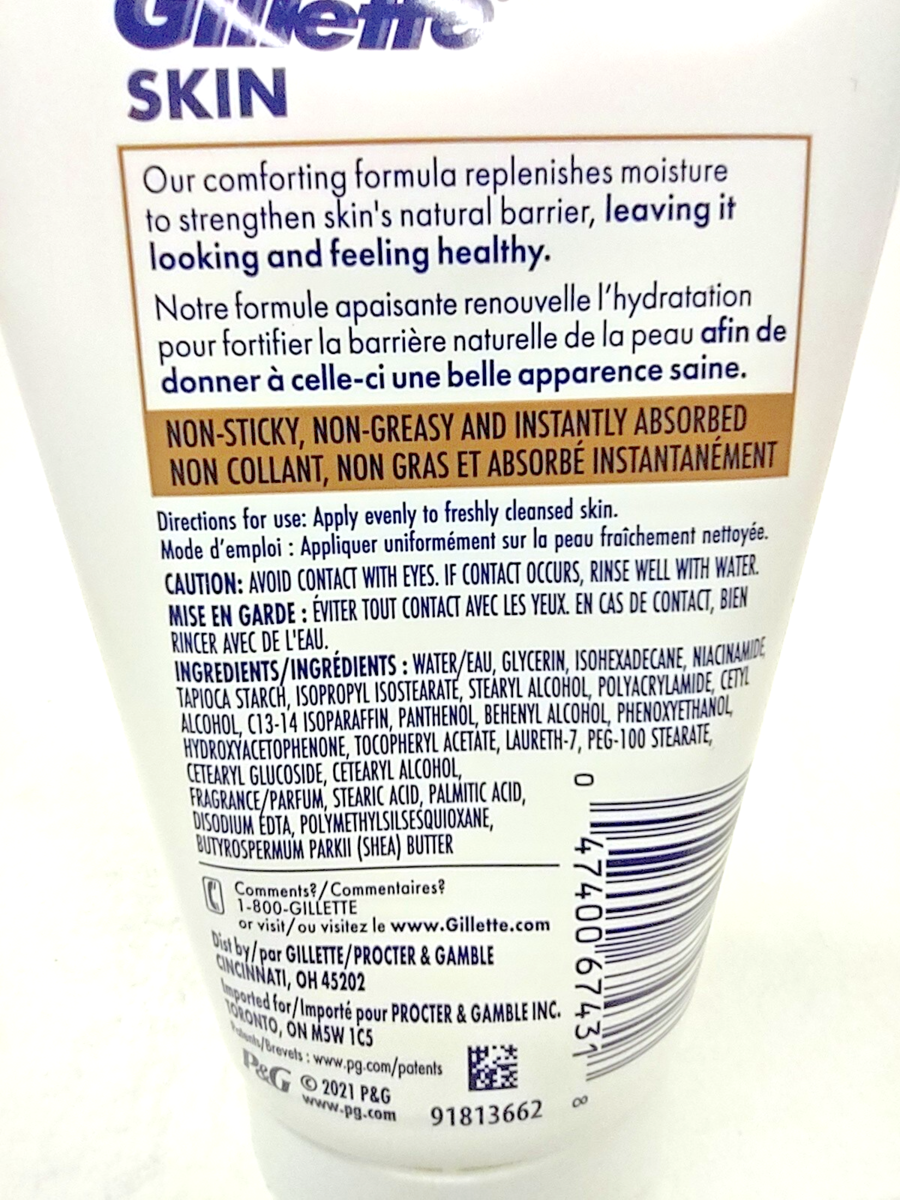 Gillette
SKIN
Our comforting formula replenishes moisture
to strengthen skin's natural barrier, leaving it
looking and feeling healthy.
Notre formule apaisante renouvelle l'hydratation
pour fortifier la barrière naturelle de la peau afin de
donner à celle-ci une belle apparence saine.
NON-STICKY, NON-GREASY AND INSTANTLY ABSORBED
NON COLLANT, NON GRAS ET ABSORBÉ INSTANTANÉMENT
Directions for use: Apply evenly to freshly cleansed skin.
Mode d'emploi : Appliquer uniformément sur la peau fraîchement nettoyée.
CAUTION: AVOID CONTACT WITH EYES. IF CONTACT OCCURS, RINSE WELL WITH WATER.
MISE EN GARDE : ÉVITER TOUT CONTACT AVEC LES YEUX. EN CAS DE CONTACT, BIEN
RINCER AVEC DE L'EAU.
INGREDIENTS/INGRÉDIENTS : WATER/EAU, GLYCERIN, ISOHEXADECANE, NIACINAMIDE,
TAPIOCA STARCH, ISOPROPYL ISOSTEARATE, STEARYL ALCOHOL, POLYACRYLAMIDE, CETYL
ALCOHOL, C13-14 ISOPARAFFIN, PANTHENOL, BEHENYL ALCOHOL, PHENOXYETHANOL,
HYDROXYACETOPHENONE, TOCOPHERYL ACETATE, LAURETH-7, PEG-100 STEARATE,
CETEARYL GLUCOSIDE, CETEARYL ALCOHOL,
FRAGRANCE/PARFUM, STEARIC ACID, PALMITIC ACID,
DISODIUM EDTA, POLYMETHYLSILSESQUIOXANE,
BUTYROSPERMUM PARKII (SHEA) BUTTER
Comments?/Commentaires?
1-800-GILLETTE
or visit/ou visitez le www.Gillette.com
Dist by/par GILLETTE/PROCTER & GAMBLE
CINCINNATI, OH 45202
Imported for/Importé pour PROCTER & GAMBLE INC.
TORONTO, ON M5W 1C5
Patents/Brevets : www.pg.com/patents
P&G © 2021 P&G
www.pg.com
91813662
0 47400 67431 8